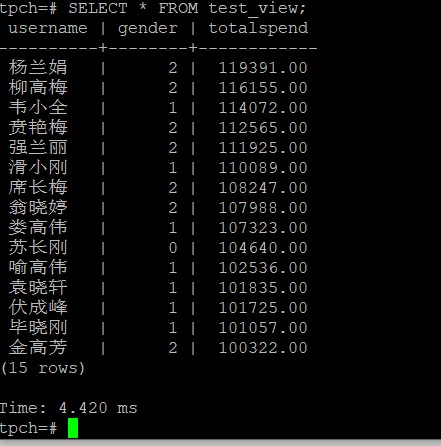 tpch=# SELECT * FROM test_view;
username | gender | totalspend
----------+--------+------------
杨兰娟 | 2 | 119391.00
柳高梅 | 2 | 116155.00
韦小全 | 1 | 114072.00
贲艳梅 | 2 | 112565.00
强兰丽 | 2 | 111925.00
滑小刚 | 1 | 110089.00
席长梅 | 2 | 108247.00
翁晓婷 | 2 | 107988.00
娄高伟 | 1 | 107323.00
苏长刚 | 0 | 104640.00
喻高伟 | 1 | 102536.00
袁晓轩 | 1 | 101835.00
伏成峰 | 1 | 101725.00
毕晓刚 | 1 | 101057.00
金高芳 | 2 | 100322.00
(15 rows)
Time: 4.420 ms
tpch=#